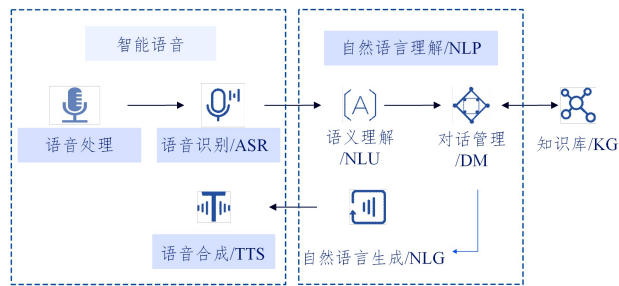 智能语音
自然语言理解/NLP
语音处理
语音识别/ASR
语义理解
/NLU
对话管理
/DM
知识库/KG
语音合成/TTS
自然语言生成/NLG